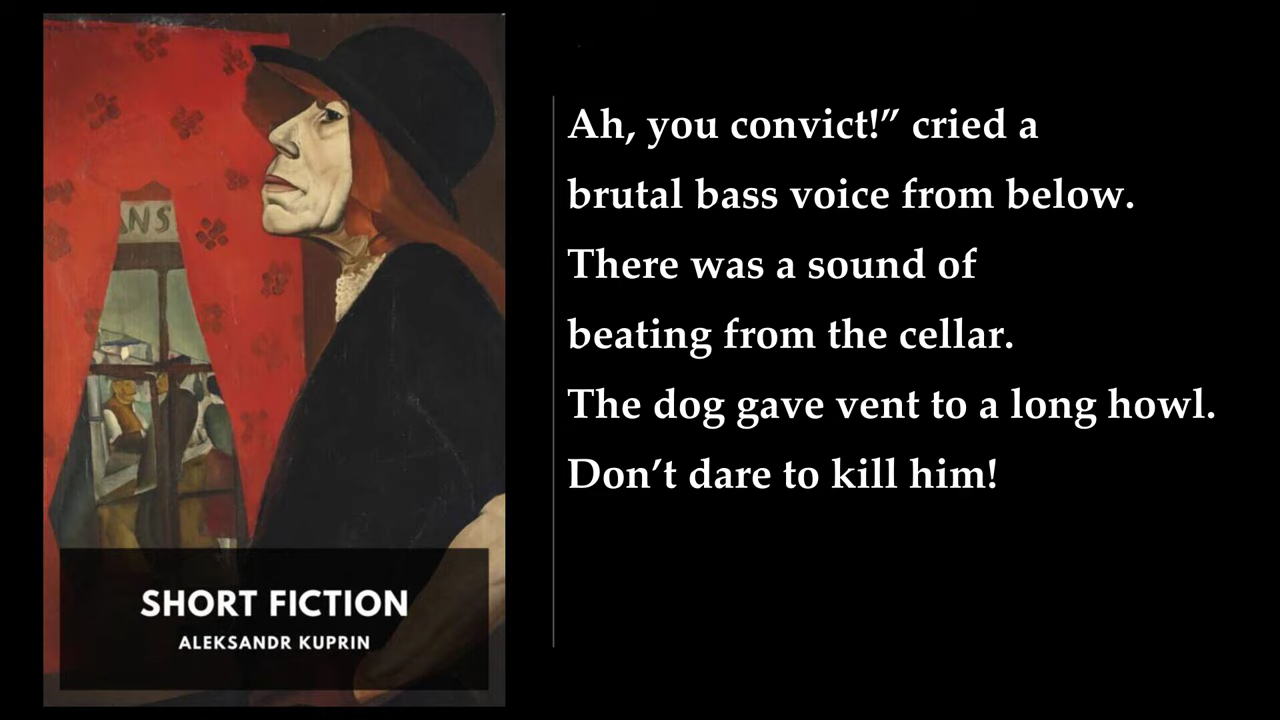 ANS
SHORT FICTION
ALEKSANDR KUPRIN
Ah, you convict!” cried a
brutal bass voice from below.
There was a sound of
beating from the cellar.
The dog gave vent to a long howl.
Don’t dare to kill him!